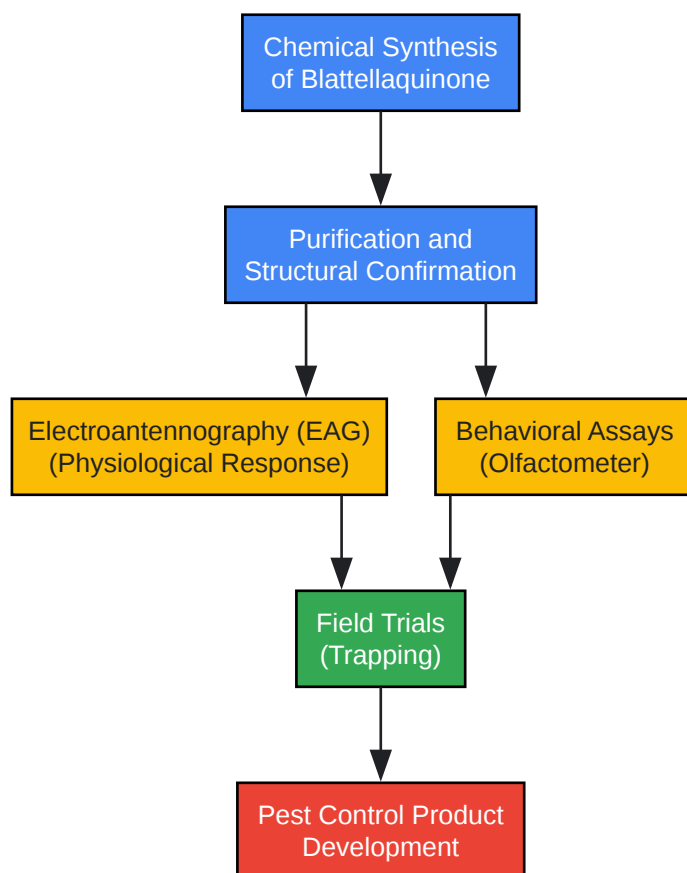 Chemical Synthesis
of Blattellaquinone
Purification and
Structural Confirmation
Electroantennography (EAG)
(Physiological Response)
Behavioral Assays
(Olfactometer)
Field Trials
(Trapping)
Pest Control Product
Development